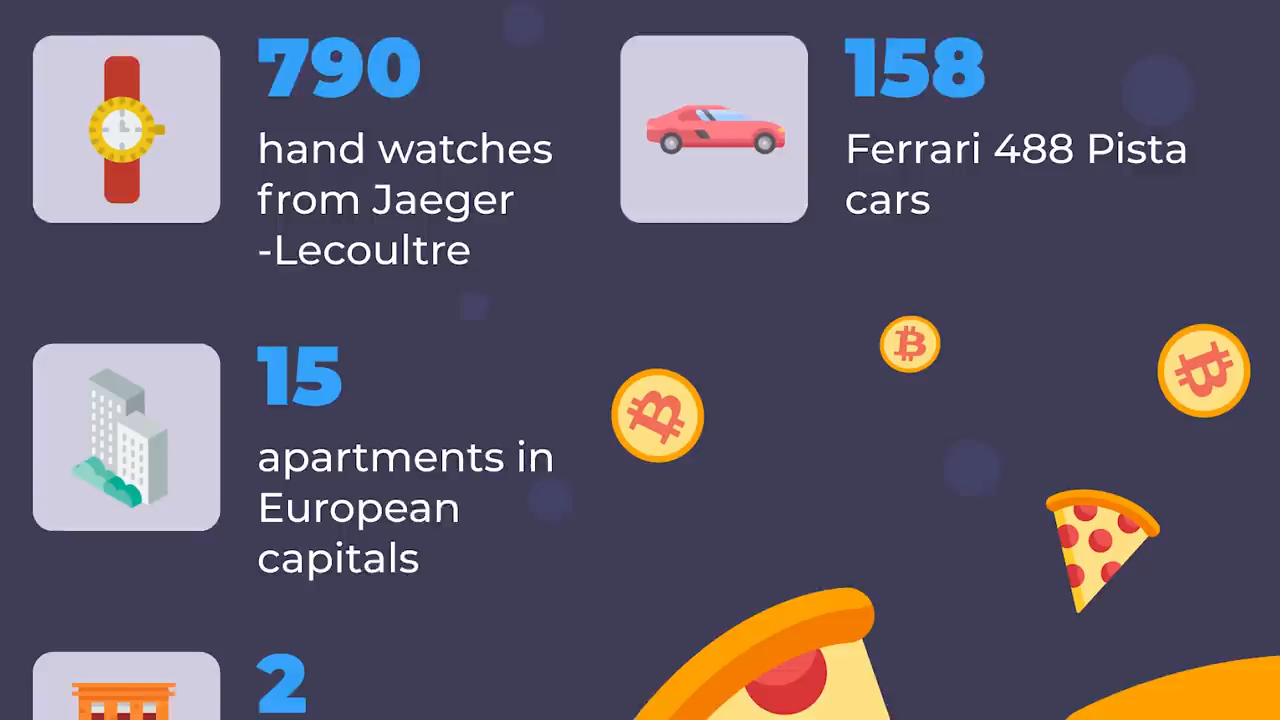 790
hand watches
from Jaeger
-Lecoultre
158
Ferrari 488 Pista
cars
15
apartments in
European
capitals
2